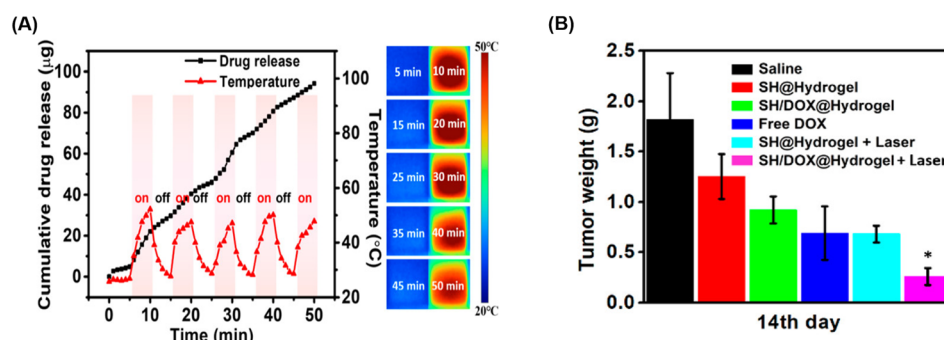 (A)
Cumulative drug release (μg)
100
80
60
40
20
0
Drug release
Temperature
on off on off on off on off on
100
80
60
40
20
Temperature (°C)
0 10 20 30 40 50
Time (min)
50℃
5 min 10 min
15 min 20 min
25 min 30 min
35 min 40 min
45 min 50 min
20℃
(B)
Tumor weight (g)
2.5
2.0
1.5
1.0
0.5
0.0
Saline
SH@Hydrogel
SH/DOX@Hydrogel
Free DOX
SH@Hydrogel + Laser
SH/DOX@Hydrogel + Laser
*
14th day